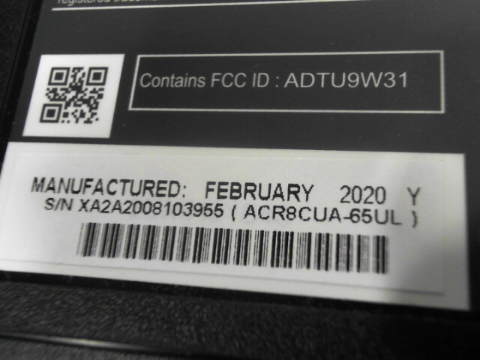 Contains FCC ID : ADTU9W31
MANUFACTURED: FEBRUARY 2020 Y
S/N XA2A2008103955 ( ACR8CUA-65UL )